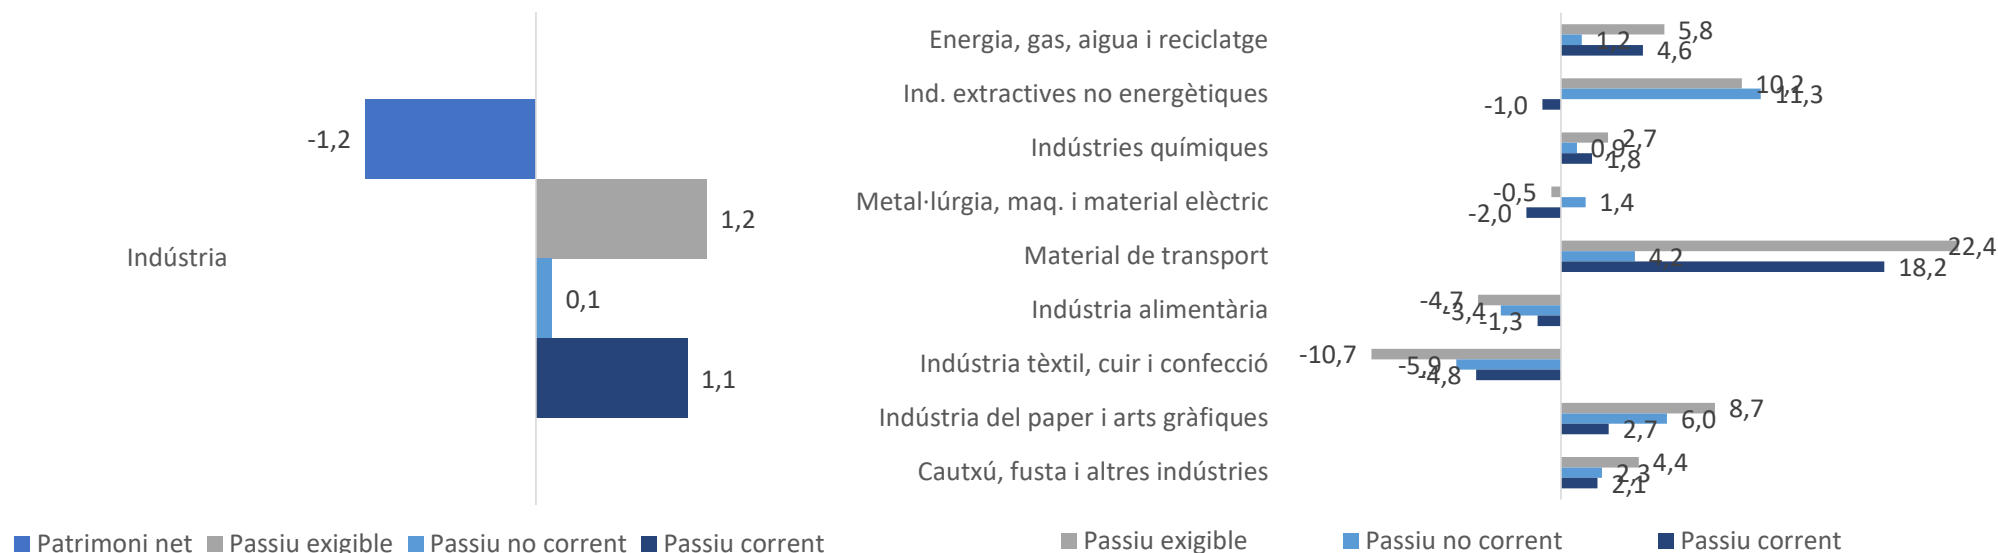 -1,2
1,2
Indústria
0,1
1,1
Patrimoni net Passiu exigible Passiu no corrent Passiu corrent
Energia, gas, aigua i reciclatge
5,8
1,2
4,6
Ind. extractives no energètiques
10,2
11,3
-1,0
Indústries químiques
2,7
0,9
1,8
Metal·lúrgia, maq. i material elèctric
-0,5
1,4
-2,0
Material de transport
22,4
4,2
18,2
Indústria alimentària
-4,7
-3,4
-1,3
Indústria tèxtil, cuir i confecció
-10,7
-5,9
-4,8
Indústria del paper i arts gràfiques
8,7
6,0
2,7
Cautxú, fusta i altres indústries
4,4
2,3
2,1
Passiu exigible Passiu no corrent Passiu corrent